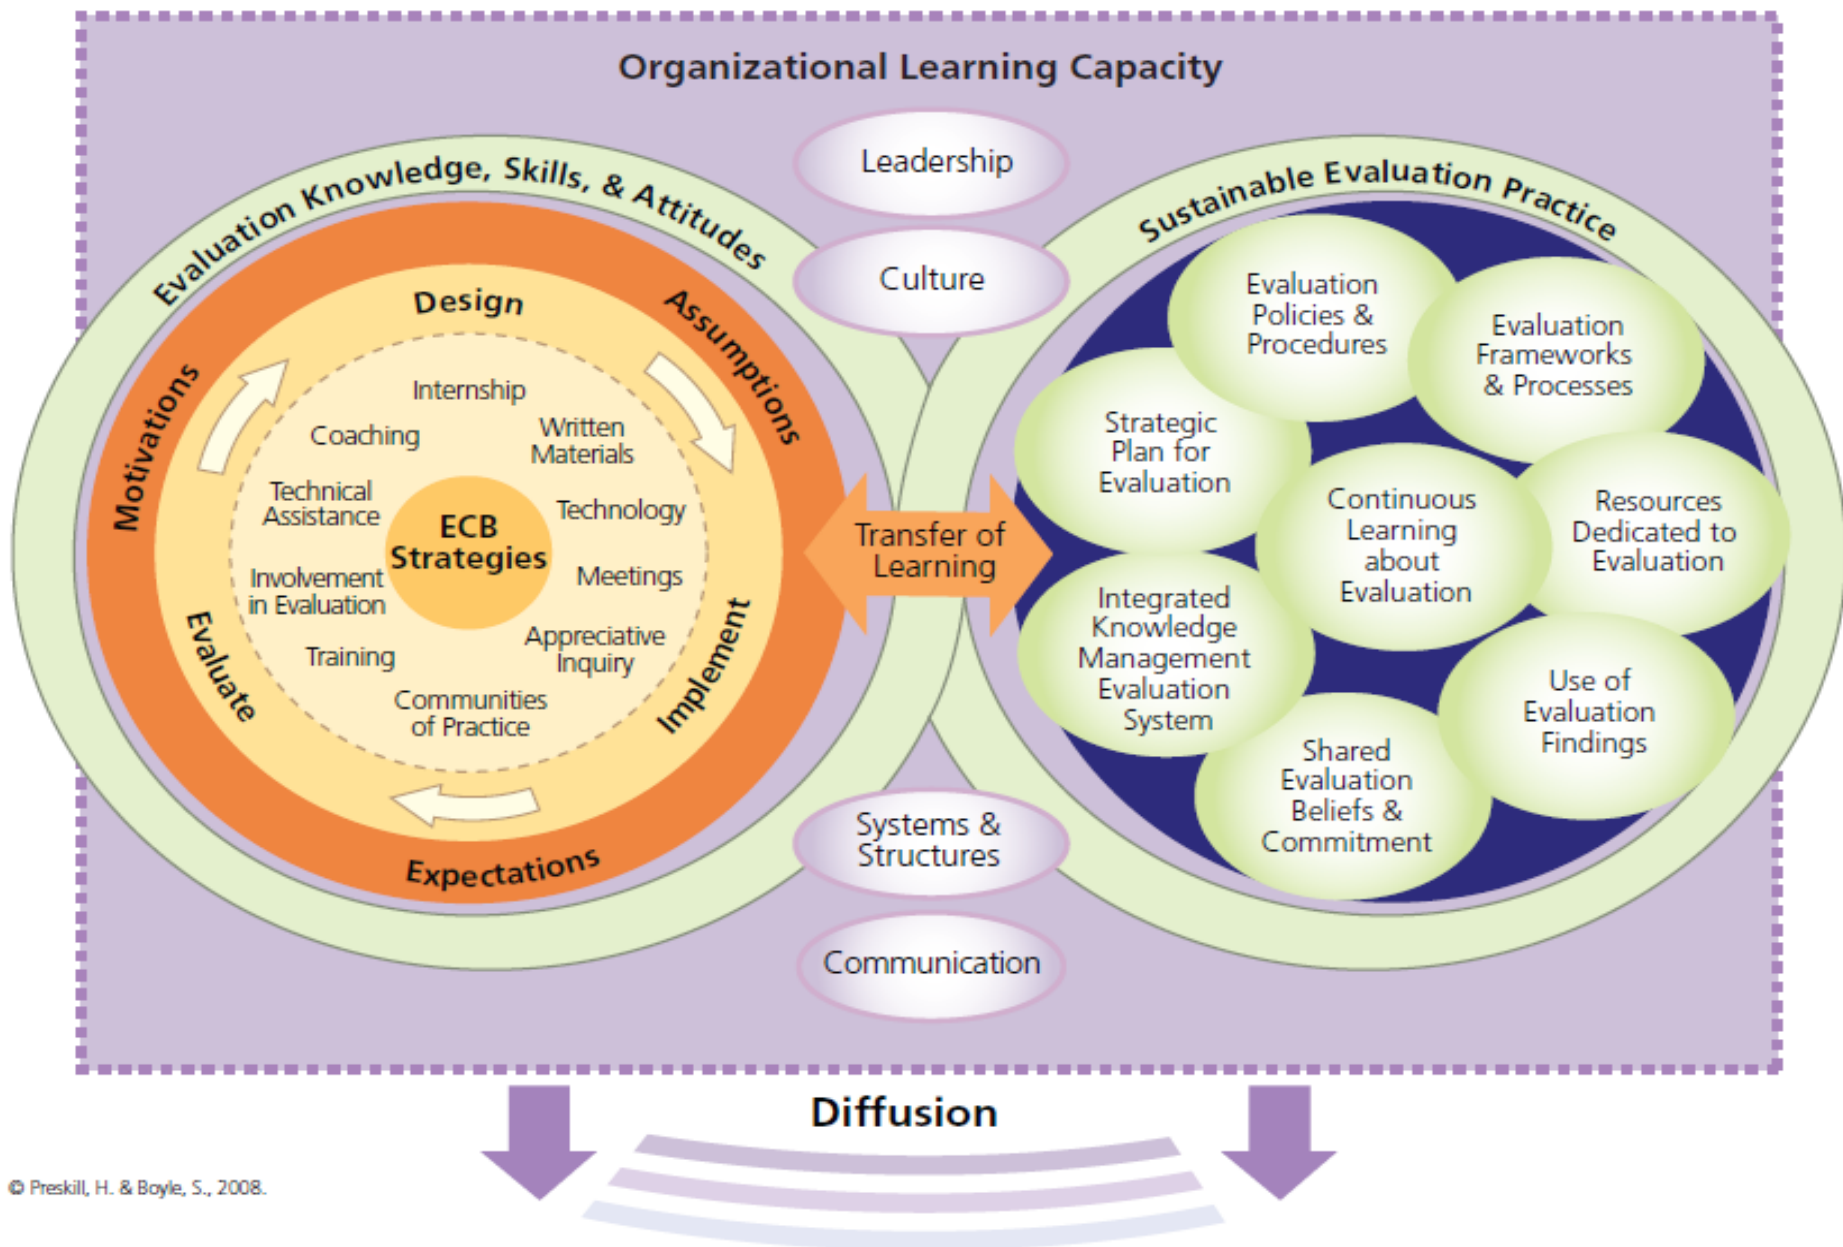 Organizational Learning Capacity
Leadership
Culture
Evaluation Knowledge, Skills, & Attitudes
Motivations
Assumptions
Expectations
Design
Implement
Evaluate
Internship
Coaching
Written
Materials
Technical
Assistance
Technology
ECB
Strategies
Meetings
Involvement
in Evaluation
Appreciative
Inquiry
Training
Communities
of Practice
Transfer of
Learning
Sustainable Evaluation Practice
Evaluation
Policies &
Procedures
Evaluation
Frameworks
& Processes
Strategic
Plan for
Evaluation
Continuous
Learning
about
Evaluation
Resources
Dedicated to
Evaluation
Integrated
Knowledge
Management
Evaluation
System
Use of
Evaluation
Findings
Shared
Evaluation
Beliefs &
Commitment
Systems &
Structures
Communication
Diffusion
© Preskill, H. & Boyle, S., 2008.